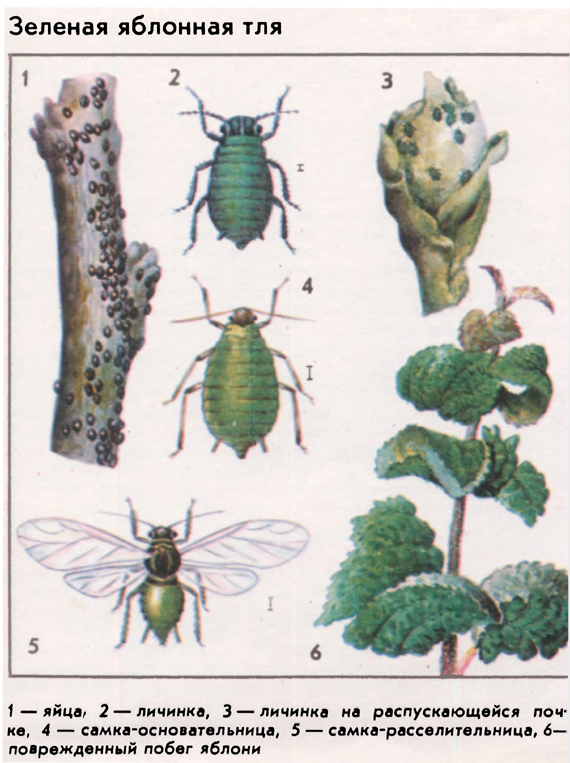 Зеленая яблонная тля
1
2
3
4
5
6
1 — яйца, 2 — личинка, 3 — личинка на распускающейся поч-
ке, 4 — самка-основательница, 5 — самка-расселительница, 6—
поврежденный побег яблони